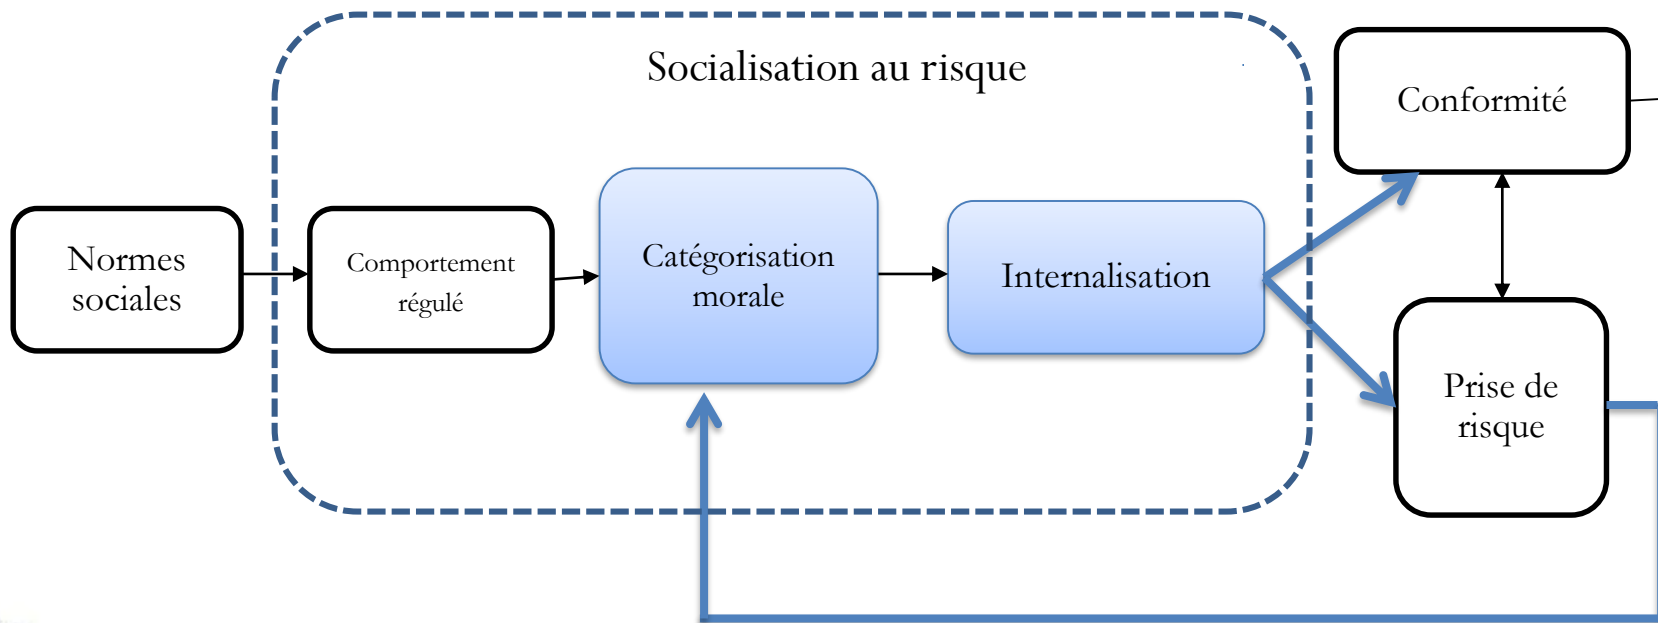 Socialisation au risque
Conformité
Normes
sociales
Comportement
régulé
Catégorisation
morale
Internalisation
Prise de
risque